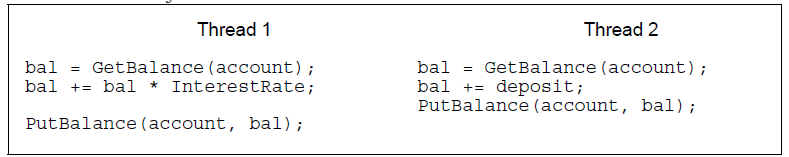 Thread 1
bal = GetBalance(account);
bal += bal * InterestRate;
PutBalance(account, bal);
Thread 2
bal = GetBalance(account);
bal += deposit;
PutBalance(account, bal);